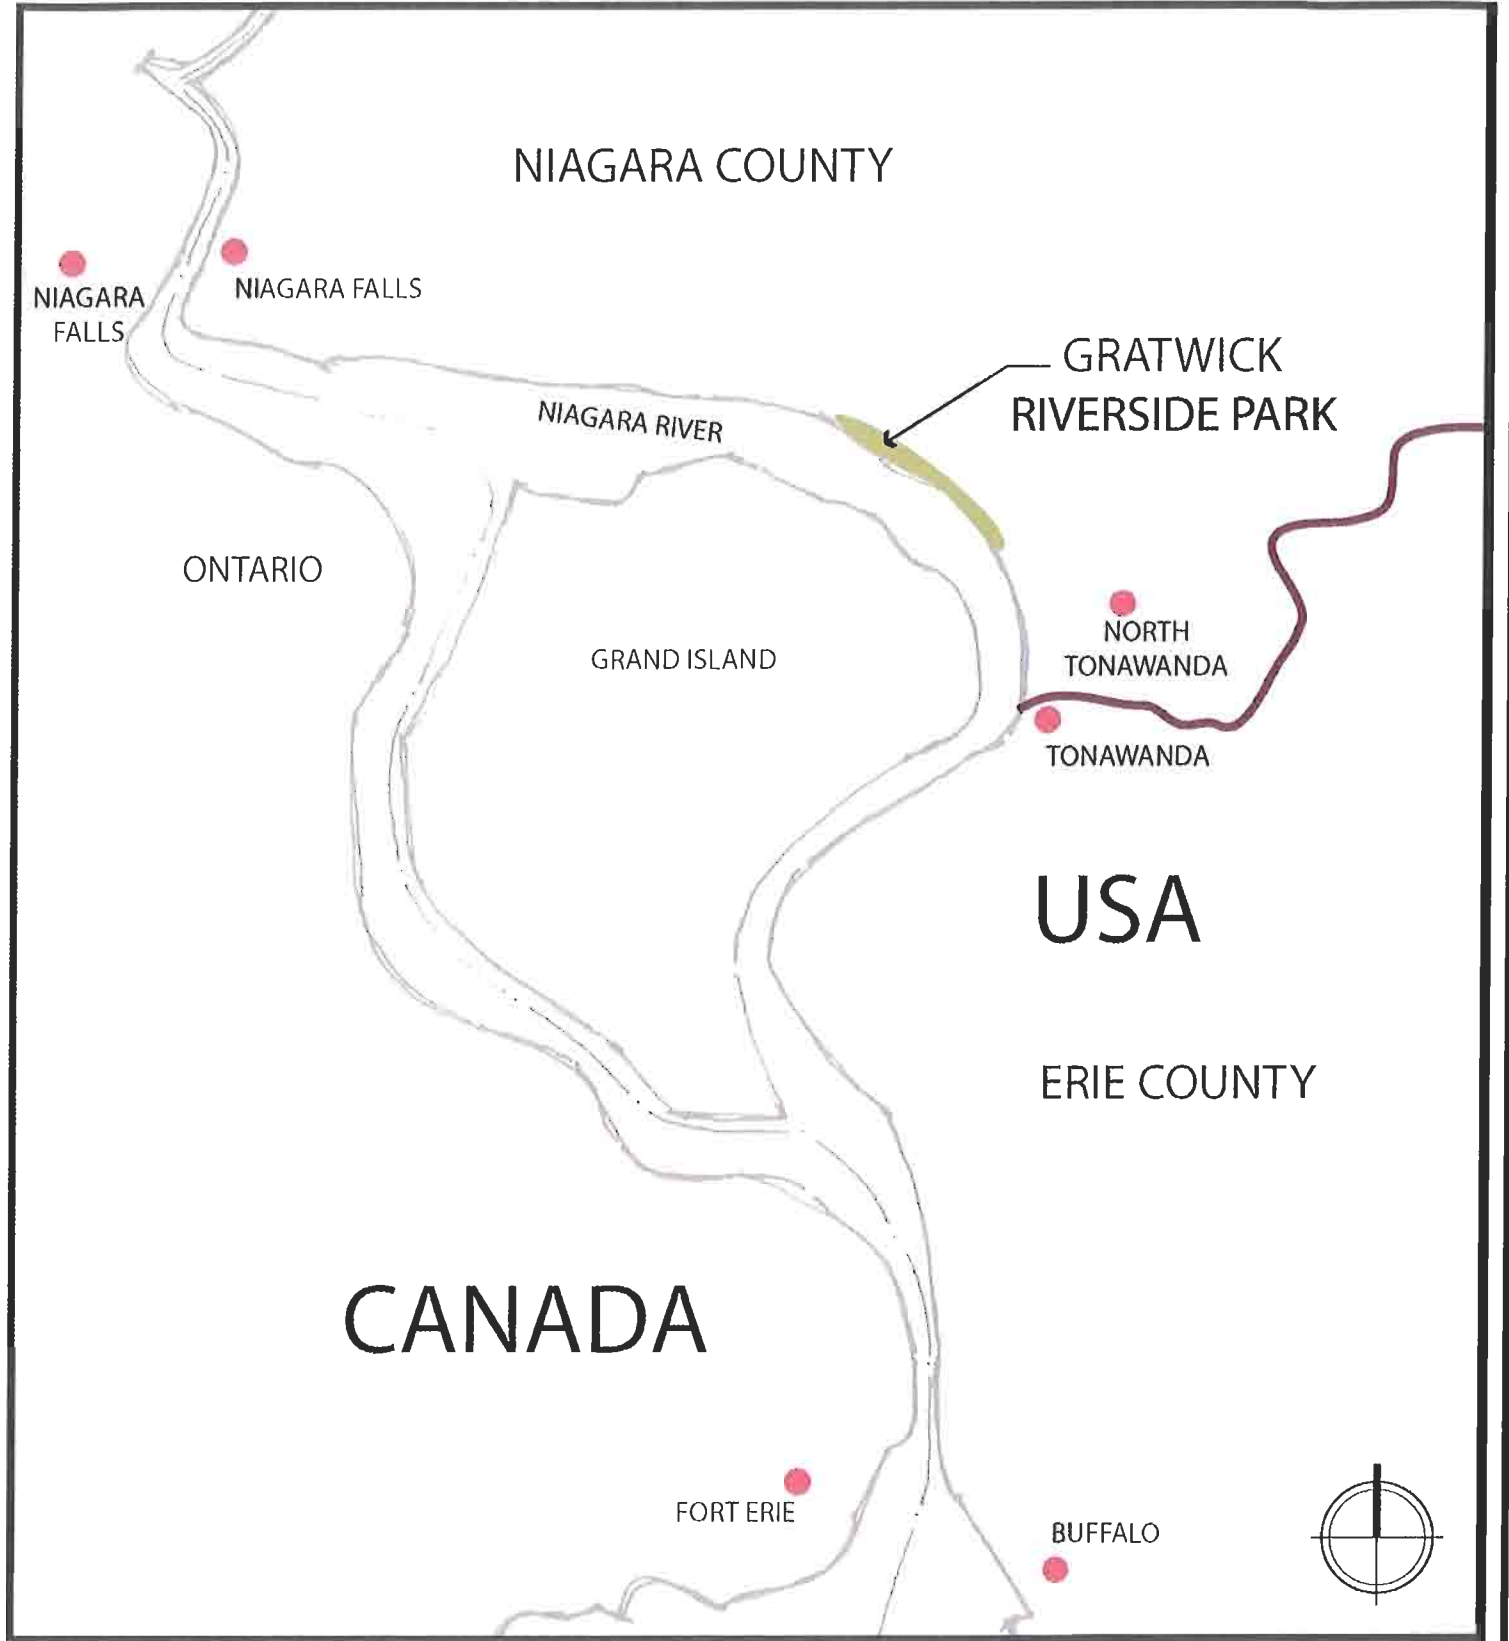 NIAGARA COUNTY
NIAGARA FALLS
NIAGARA
FALLS
GRATWICK
RIVERSIDE PARK
NIAGARA RIVER
ONTARIO
NORTH
TONAWANDA
GRAND ISLAND
TONAWANDA
USA
ERIE COUNTY
CANADA
FORT ERIE
BUFFALO